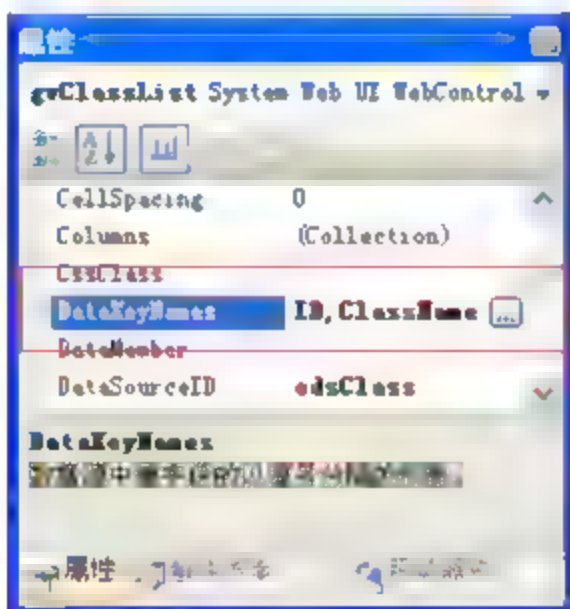 属性
gvClassList System Web UI WebControl
CellSpacing 0
Columns (Collection)
CssClass
DataKeyNames ID,ClassName ...
DataMember
DataSourceID odsClass
DataKeyNames
属性